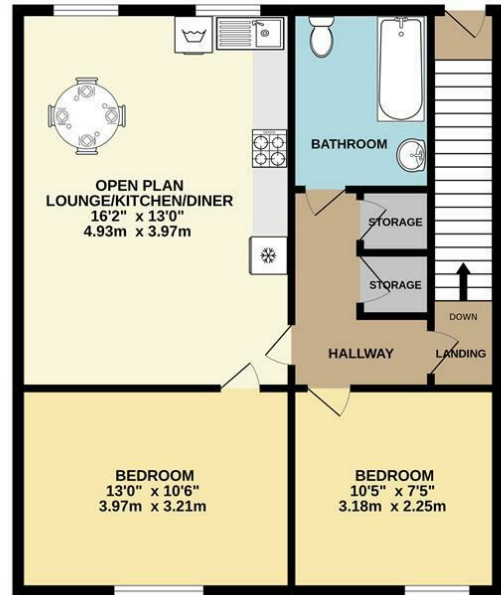 OPEN PLAN
LOUNGE/KITCHEN/DINER
16'2" x 13'0"
4.93m x 3.97m
BATHROOM
STORAGE
STORAGE
HALLWAY
DOWN
LANDING
BEDROOM
13'0" x 10'6"
3.97m x 3.21m
BEDROOM
10'5" x 7'5"
3.18m x 2.25m